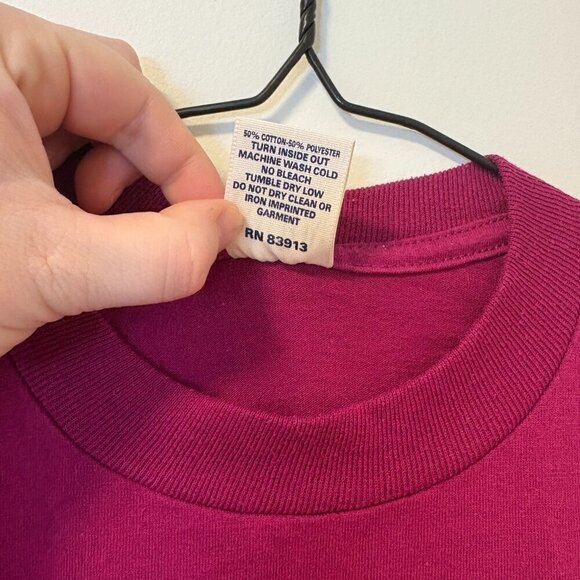 50% COTTON-50% POLYESTER
TURN INSIDE OUT
MACHINE WASH COLD
NO BLEACH
TUMBLE DRY LOW
DO NOT DRY CLEAN OR
IRON IMPRINTED
GARMENT
RN 83913